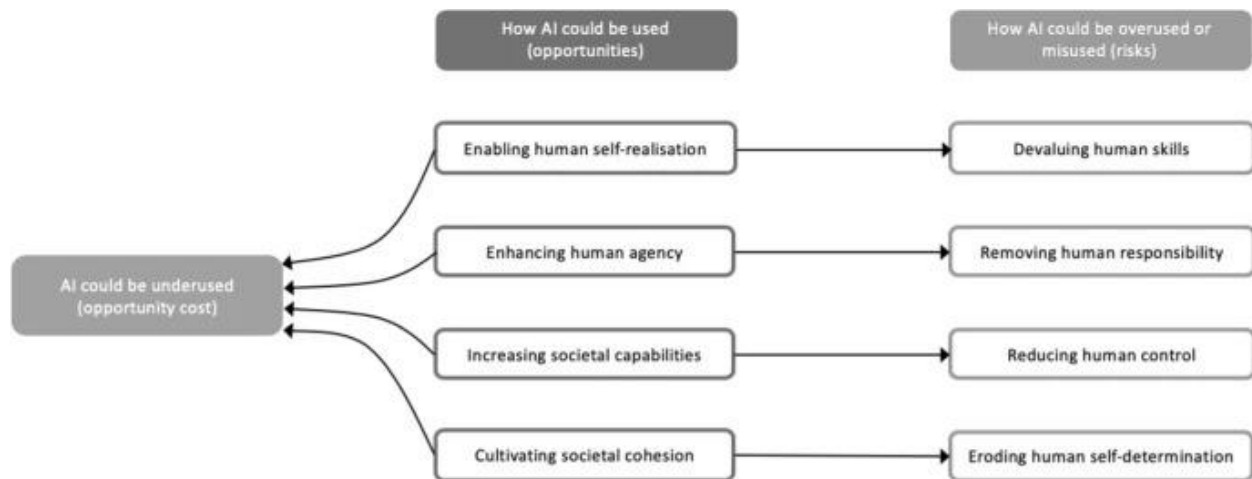 How AI could be used
(opportunities)
How AI could be overused or
misused (risks)
Enabling human self-realisation
Devaluing human skills
Enhancing human agency
Removing human responsibility
AI could be underused
(opportunity cost)
Increasing societal capabilities
Reducing human control
Cultivating societal cohesion
Eroding human self-determination